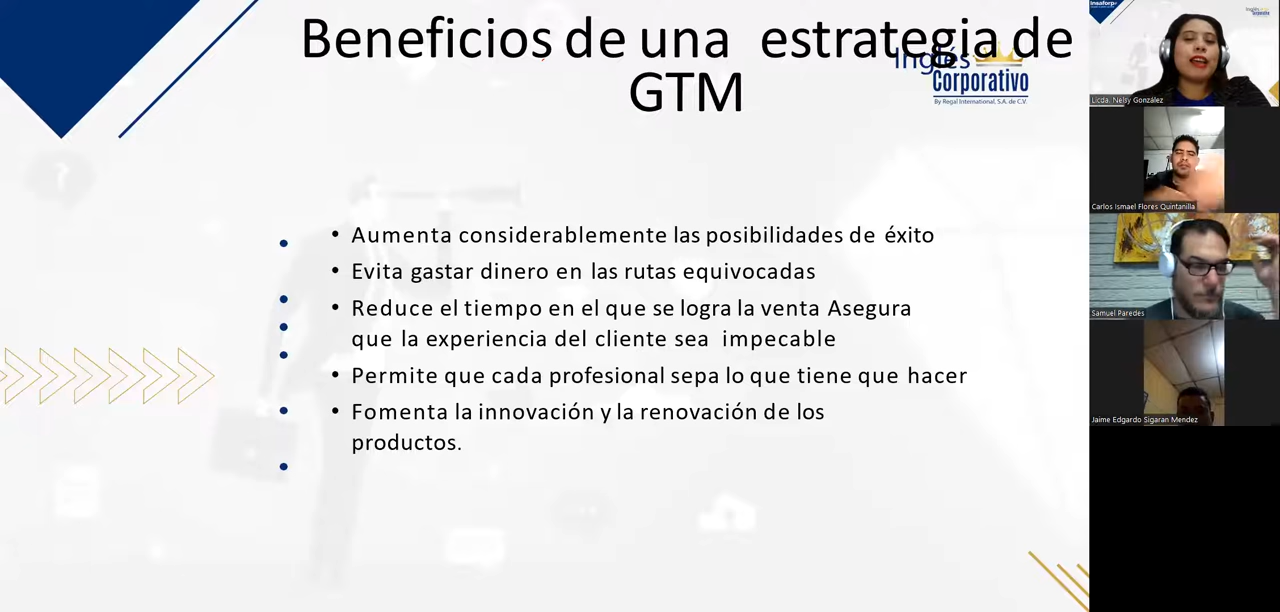 Beneficios de una estrategia de
GTM
Inglés
Corporativo
By Regal International, S.A. de C.V.
• Aumenta considerablemente las posibilidades de éxito
• Evita gastar dinero en las rutas equivocadas
• Reduce el tiempo en el que se logra la venta Asegura
que la experiencia del cliente sea impecable
• Permite que cada profesional sepa lo que tiene que hacer
• Fomenta la innovación y la renovación de los
productos.
Insaforp
Licda. Nelsy González
Carlos Ismael Flores Quintanilla
Samuel Paredes
Jaime Edgardo Sigaran Mendez